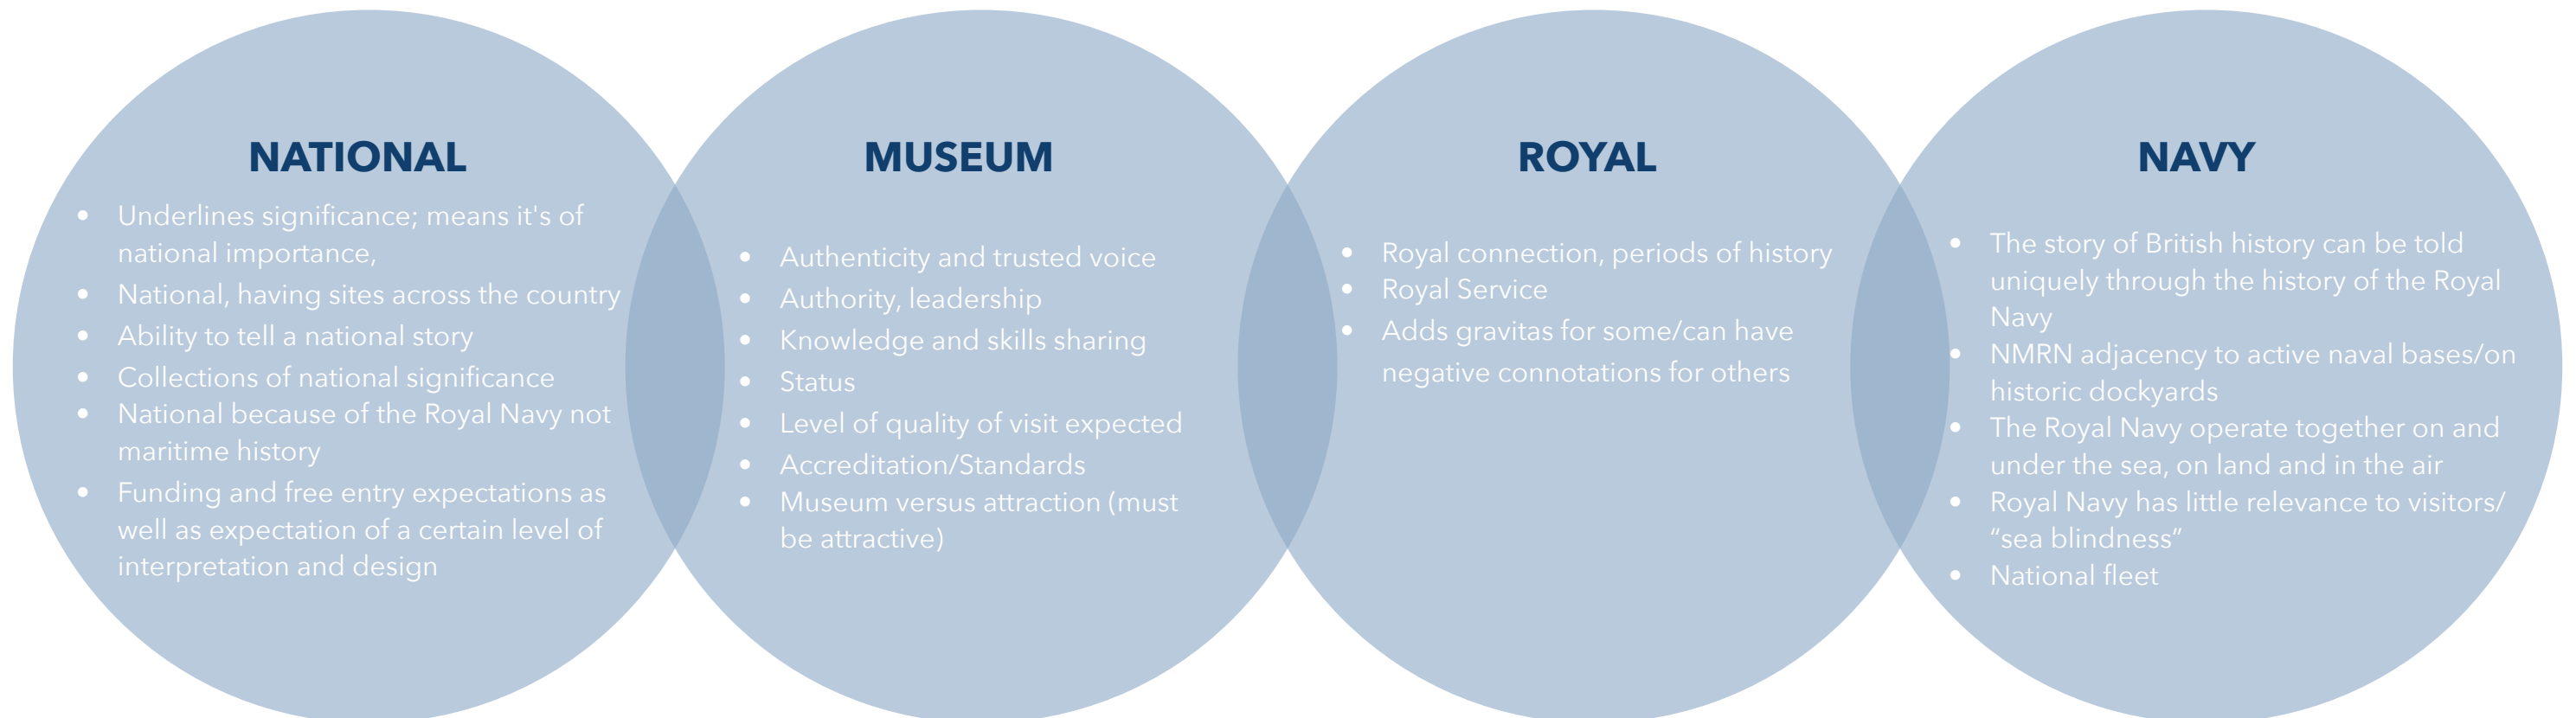 NATIONAL
• Underlines significance; means it's of
national importance,
• National, having sites across the country
• Ability to tell a national story
• Collections of national significance
• National because of the Royal Navy not
maritime history
• Funding and free entry expectations as
well as expectation of a certain level of
interpretation and design
MUSEUM
• Authenticity and trusted voice
• Authority, leadership
• Knowledge and skills sharing
• Status
• Level of quality of visit expected
• Accreditation/Standards
• Museum versus attraction (must
be attractive)
ROYAL
• Royal connection, periods of history
• Royal Service
• Adds gravitas for some/can have
negative connotations for others
NAVY
• The story of British history can be told
uniquely through the history of the Royal
Navy
• NMRN adjacency to active naval bases/on
historic dockyards
• The Royal Navy operate together on and
under the sea, on land and in the air
• Royal Navy has little relevance to visitors/
“sea blindness”
• National fleet